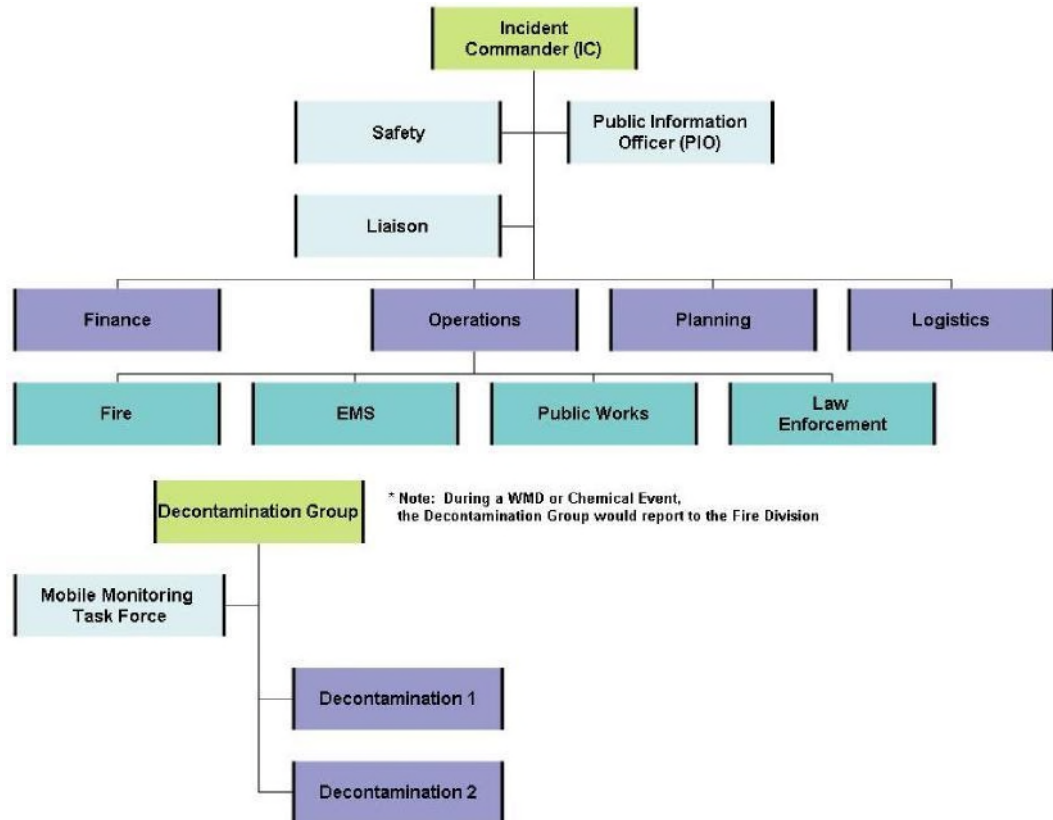 Incident
Commander (IC)
Safety
Public Information
Officer (PIO)
Liaison
Finance
Operations
Planning
Logistics
Fire
EMS
Public Works
Law
Enforcement
Decontamination Group
* Note: During a WMD or Chemical Event,
the Decontamination Group would report to the Fire Division
Mobile Monitoring
Task Force
Decontamination 1
Decontamination 2